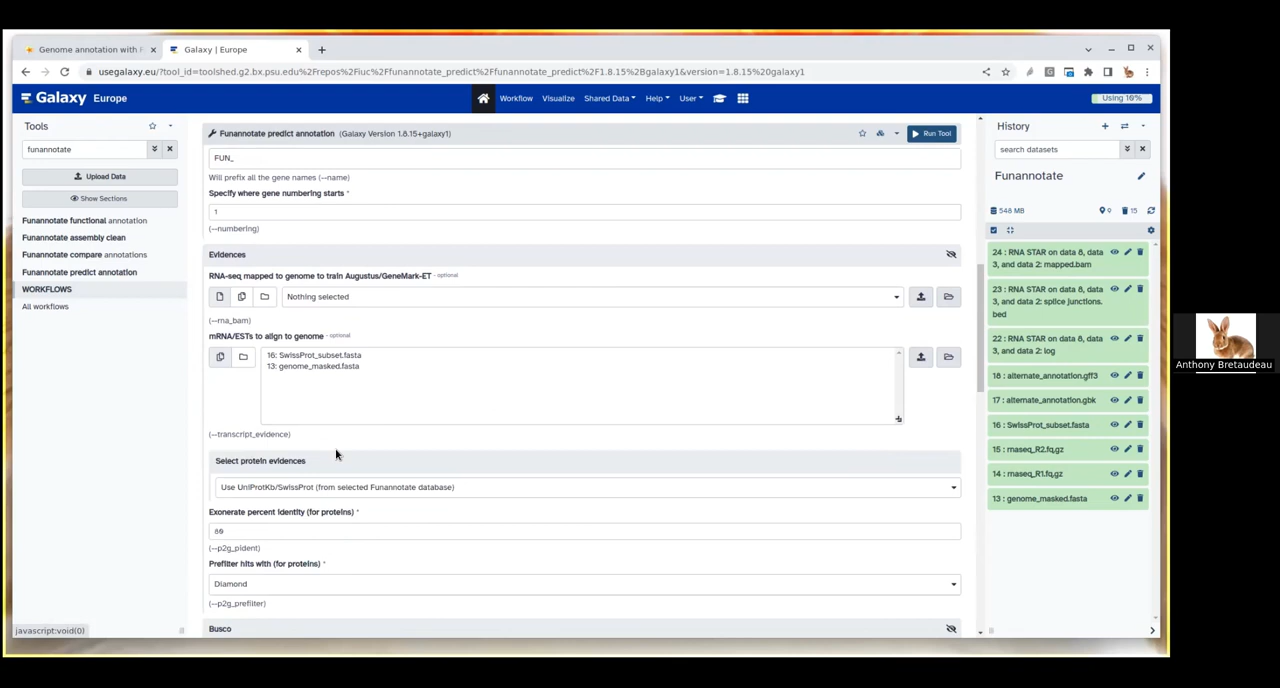 Genome annotation with F
Galaxy | Europe
usegalaxy.eu/?tool_id=toolshed.g2.bx.psu.edu%2Frepos%2Fiuc%2Ffunannotate_predict%2Ffunannotate_predict%2F1.8.15%2Bgalaxy1&version=1.8.15%20galaxy1
Galaxy Europe
Workflow Visualize Shared Data Help User
Using 10%
Tools
funannotate
Upload Data
Show Sections
Funannotate functional annotation
Funannotate assembly clean
Funannotate compare annotations
Funannotate predict annotation
WORKFLOWS
All workflows
javascript:void(0)
Funannotate predict annotation (Galaxy Version 1.8.15+galaxy1)
Run Tool
FUN_
Will prefix all the gene names (--name)
Specify where gene numbering starts *
1
(--numbering)
Evidences
RNA-seq mapped to genome to train Augustus/GeneMark-ET - optional
Nothing selected
(--rna_bam)
mRNA/ESTs to align to genome - optional
16: SwissProt_subset.fasta
13: genome_masked.fasta
(--transcript_evidence)
Select protein evidences
Use UniProtKb/SwissProt (from selected Funannotate database)
Exonerate percent identity (for proteins) *
80
(--p2g_pident)
Prefilter hits with (for proteins) *
Diamond
(--p2g_prefilter)
Busco
History
search datasets
Funannotate
548 MB
9
15
24 : RNA STAR on data 8, data
3, and data 2: mapped.bam
23 : RNA STAR on data 8, data
3, and data 2: splice junctions.
bed
22 : RNA STAR on data 8, data
3, and data 2: log
18 : alternate_annotation.gff3
17 : alternate_annotation.gbk
16 : SwissProt_subset.fasta
15 : rnaseq_R2.fq.gz
14 : rnaseq_R1.fq.gz
13 : genome_masked.fasta
Anthony Bretaudeau